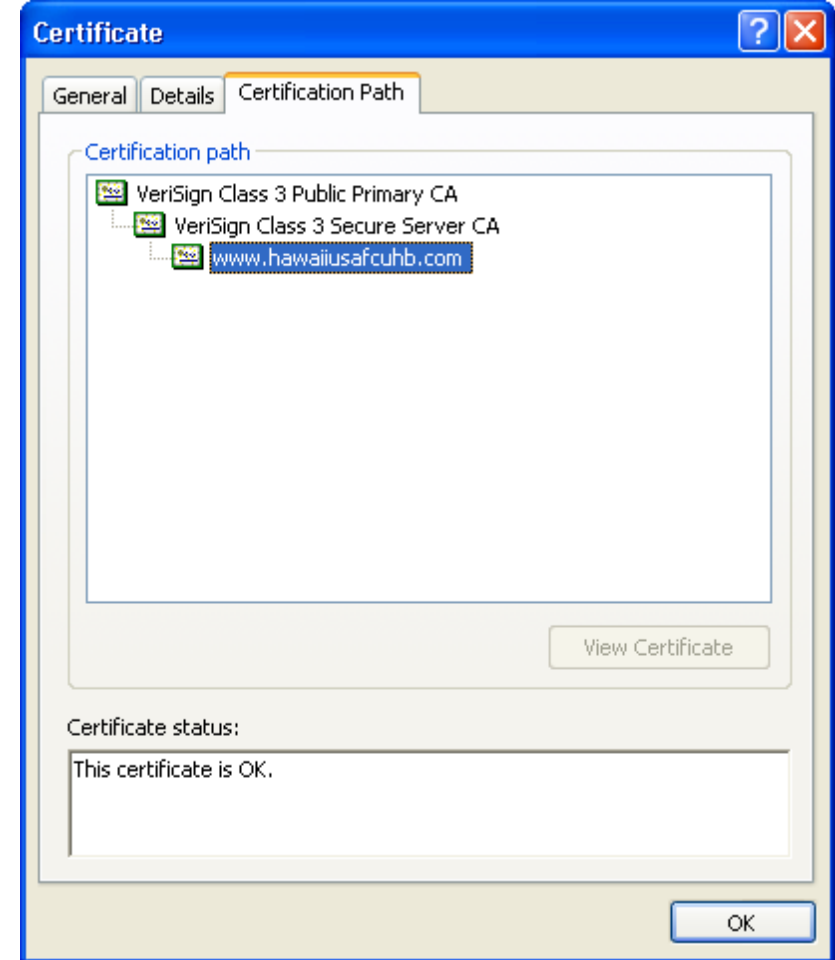 Certificate
General Details Certification Path
Certification path
VeriSign Class 3 Public Primary CA
VeriSign Class 3 Secure Server CA
www.hawaiiusafcuhb.com
View Certificate
Certificate status:
This certificate is OK.
OK